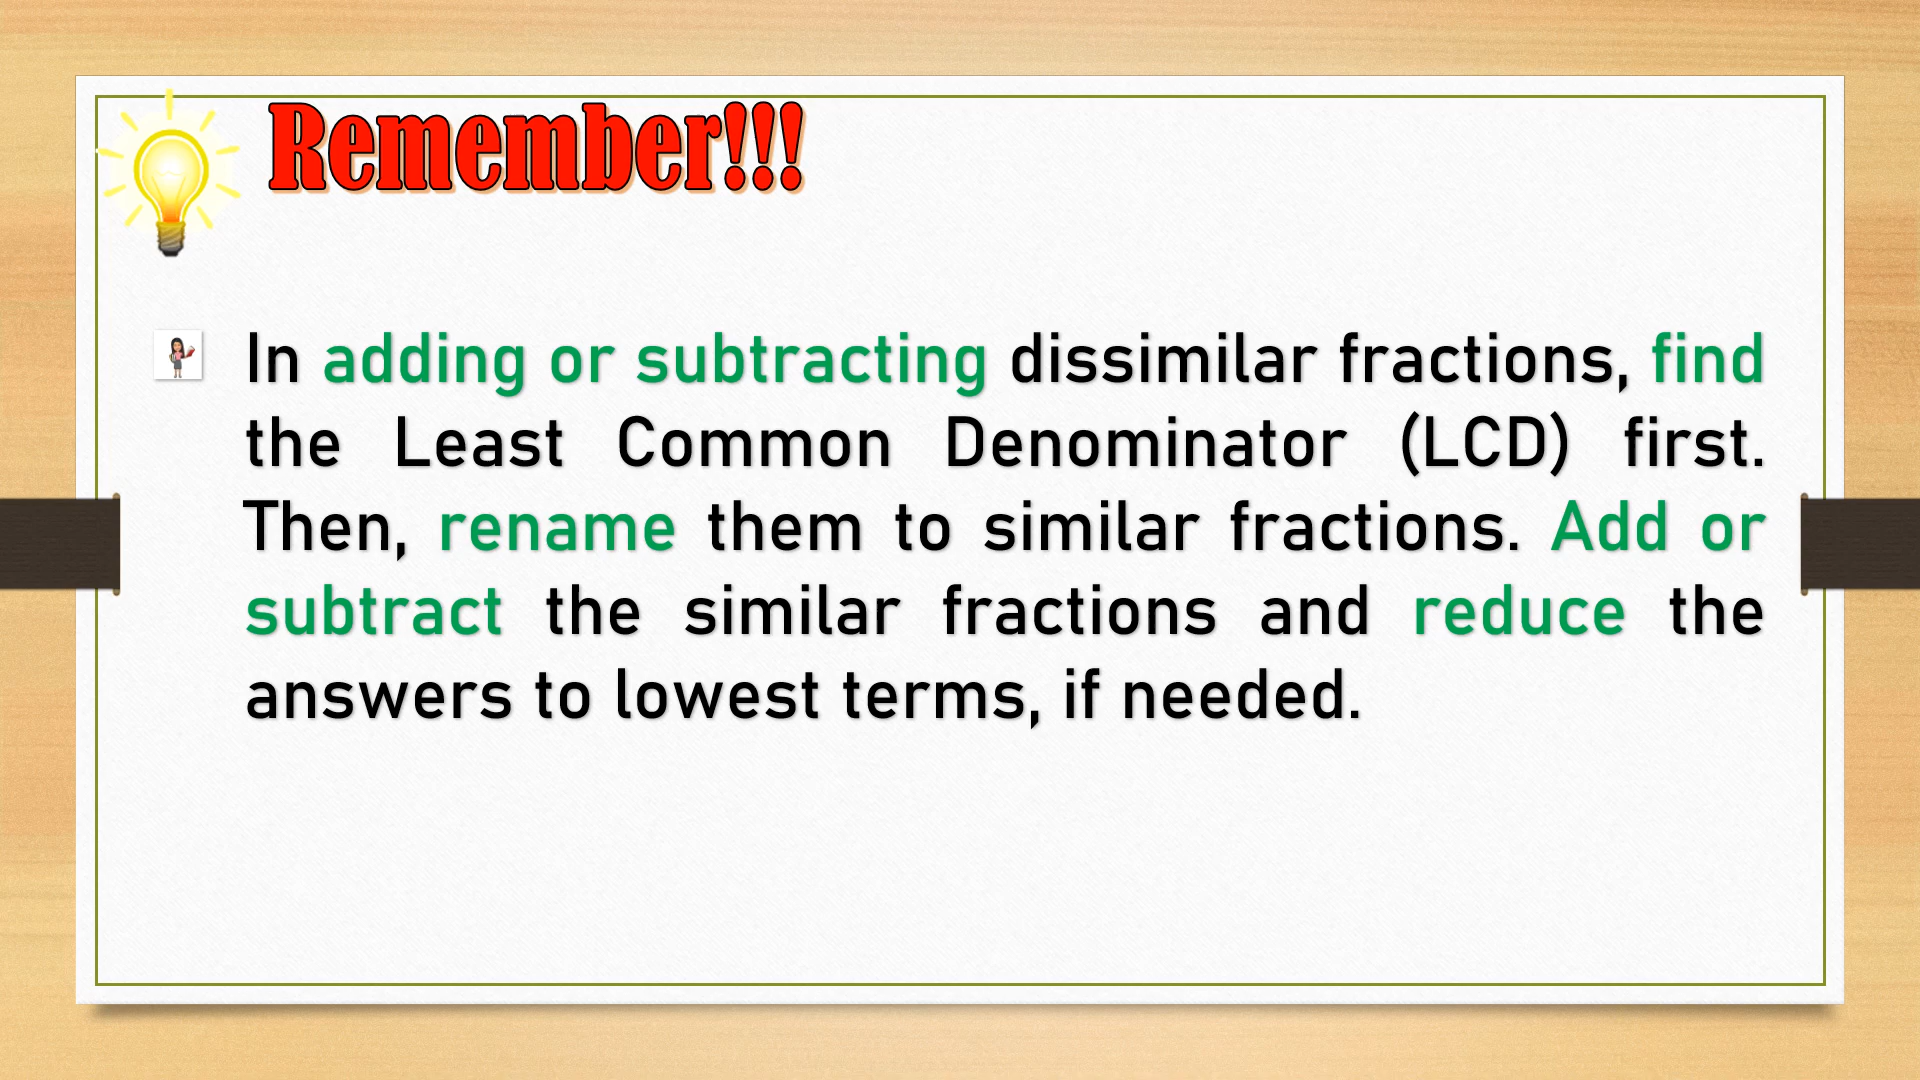 Remember!!!
In adding or subtracting dissimilar fractions, find
the Least Common Denominator (LCD) first.
Then, rename them to similar fractions. Add or
subtract the similar fractions and reduce the
answers to lowest terms, if needed.